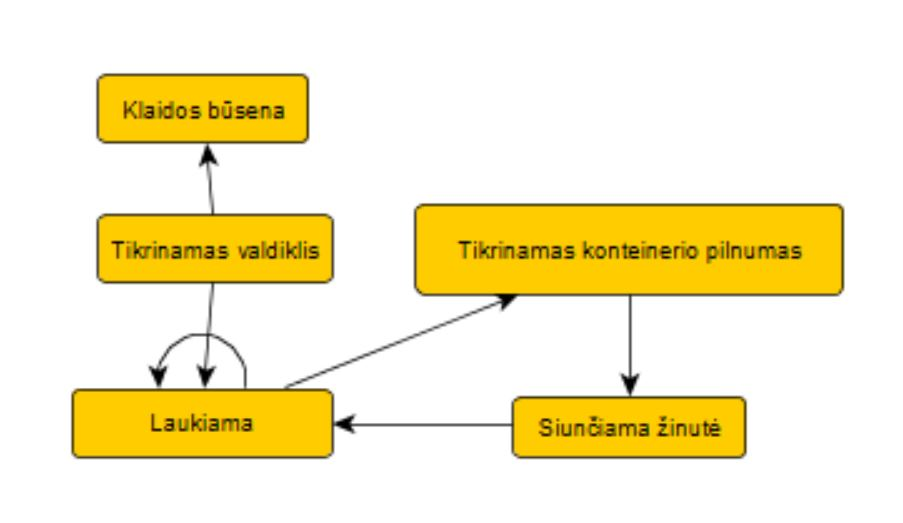 Klaidos būsena
Tikrinamas valdiklis
Tikrinamas konteinerio pilnumas
Laukiama
Siunčiama žinutė